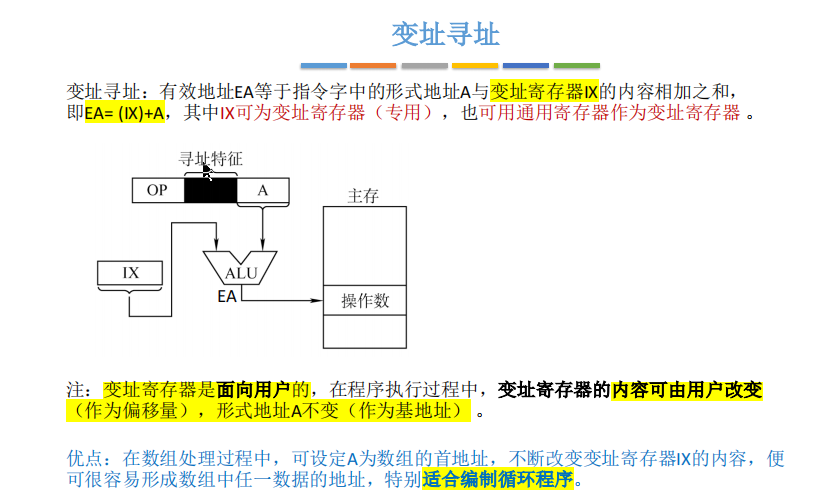 变址寻址
变址寻址：有效地址EA等于指令字中的形式地址A与变址寄存器IX的内容相加之和，
即EA= (IX)+A，其中IX可为变址寄存器（专用），也可用通用寄存器作为变址寄存器 。
寻址特征
OP
A
主存
IX
ALU
EA
操作数
注：变址寄存器是面向用户的，在程序执行过程中，变址寄存器的内容可由用户改变
（作为偏移量），形式地址A不变（作为基地址） 。
优点：在数组处理过程中，可设定A为数组的首地址，不断改变变址寄存器IX的内容，便
可很容易形成数组中任一数据的地址，特别适合编制循环程序。